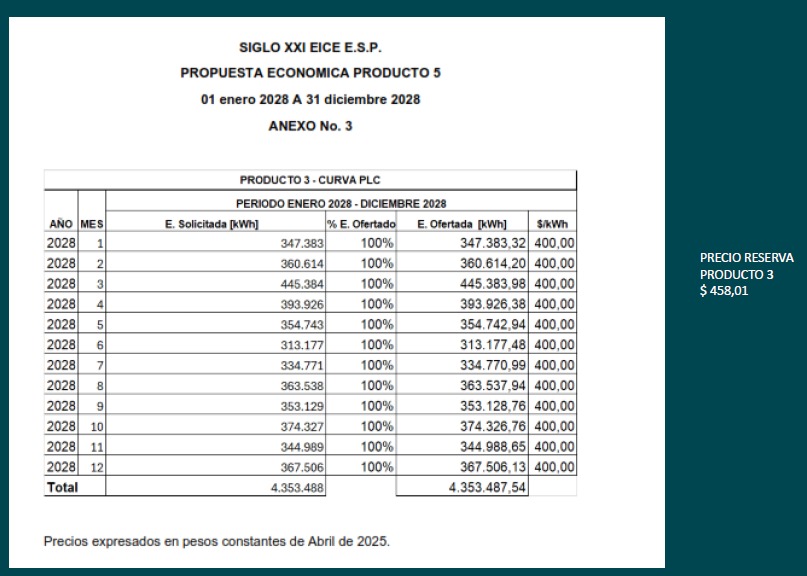 SIGLO XXI EICE E.S.P.
PROPUESTA ECONOMICA PRODUCTO 5
01 enero 2028 A 31 diciembre 2028
ANEXO No. 3
PRODUCTO 3 - CURVA PLC
PERIODO ENERO 2028 - DICIEMBRE 2028
AÑO MES E. Solicitada [kWh] % E. Ofertado E. Ofertada [kWh] $/kWh
2028 1 347.383 100% 347.383,32 400,00
2028 2 360.614 100% 360.614,20 400,00
2028 3 445.384 100% 445.383,98 400,00
2028 4 393.926 100% 393.926,38 400,00
2028 5 354.743 100% 354.742,94 400,00
2028 6 313.177 100% 313.177,48 400,00
2028 7 334.771 100% 334.770,99 400,00
2028 8 363.538 100% 363.537,94 400,00
2028 9 353.129 100% 353.128,76 400,00
2028 10 374.327 100% 374.326,76 400,00
2028 11 344.989 100% 344.988,65 400,00
2028 12 367.506 100% 367.506,13 400,00
Total 4.353.488 4.353.487,54
Precios expresados en pesos constantes de Abril de 2025.
PRECIO RESERVA
PRODUCTO 3
$ 458,01